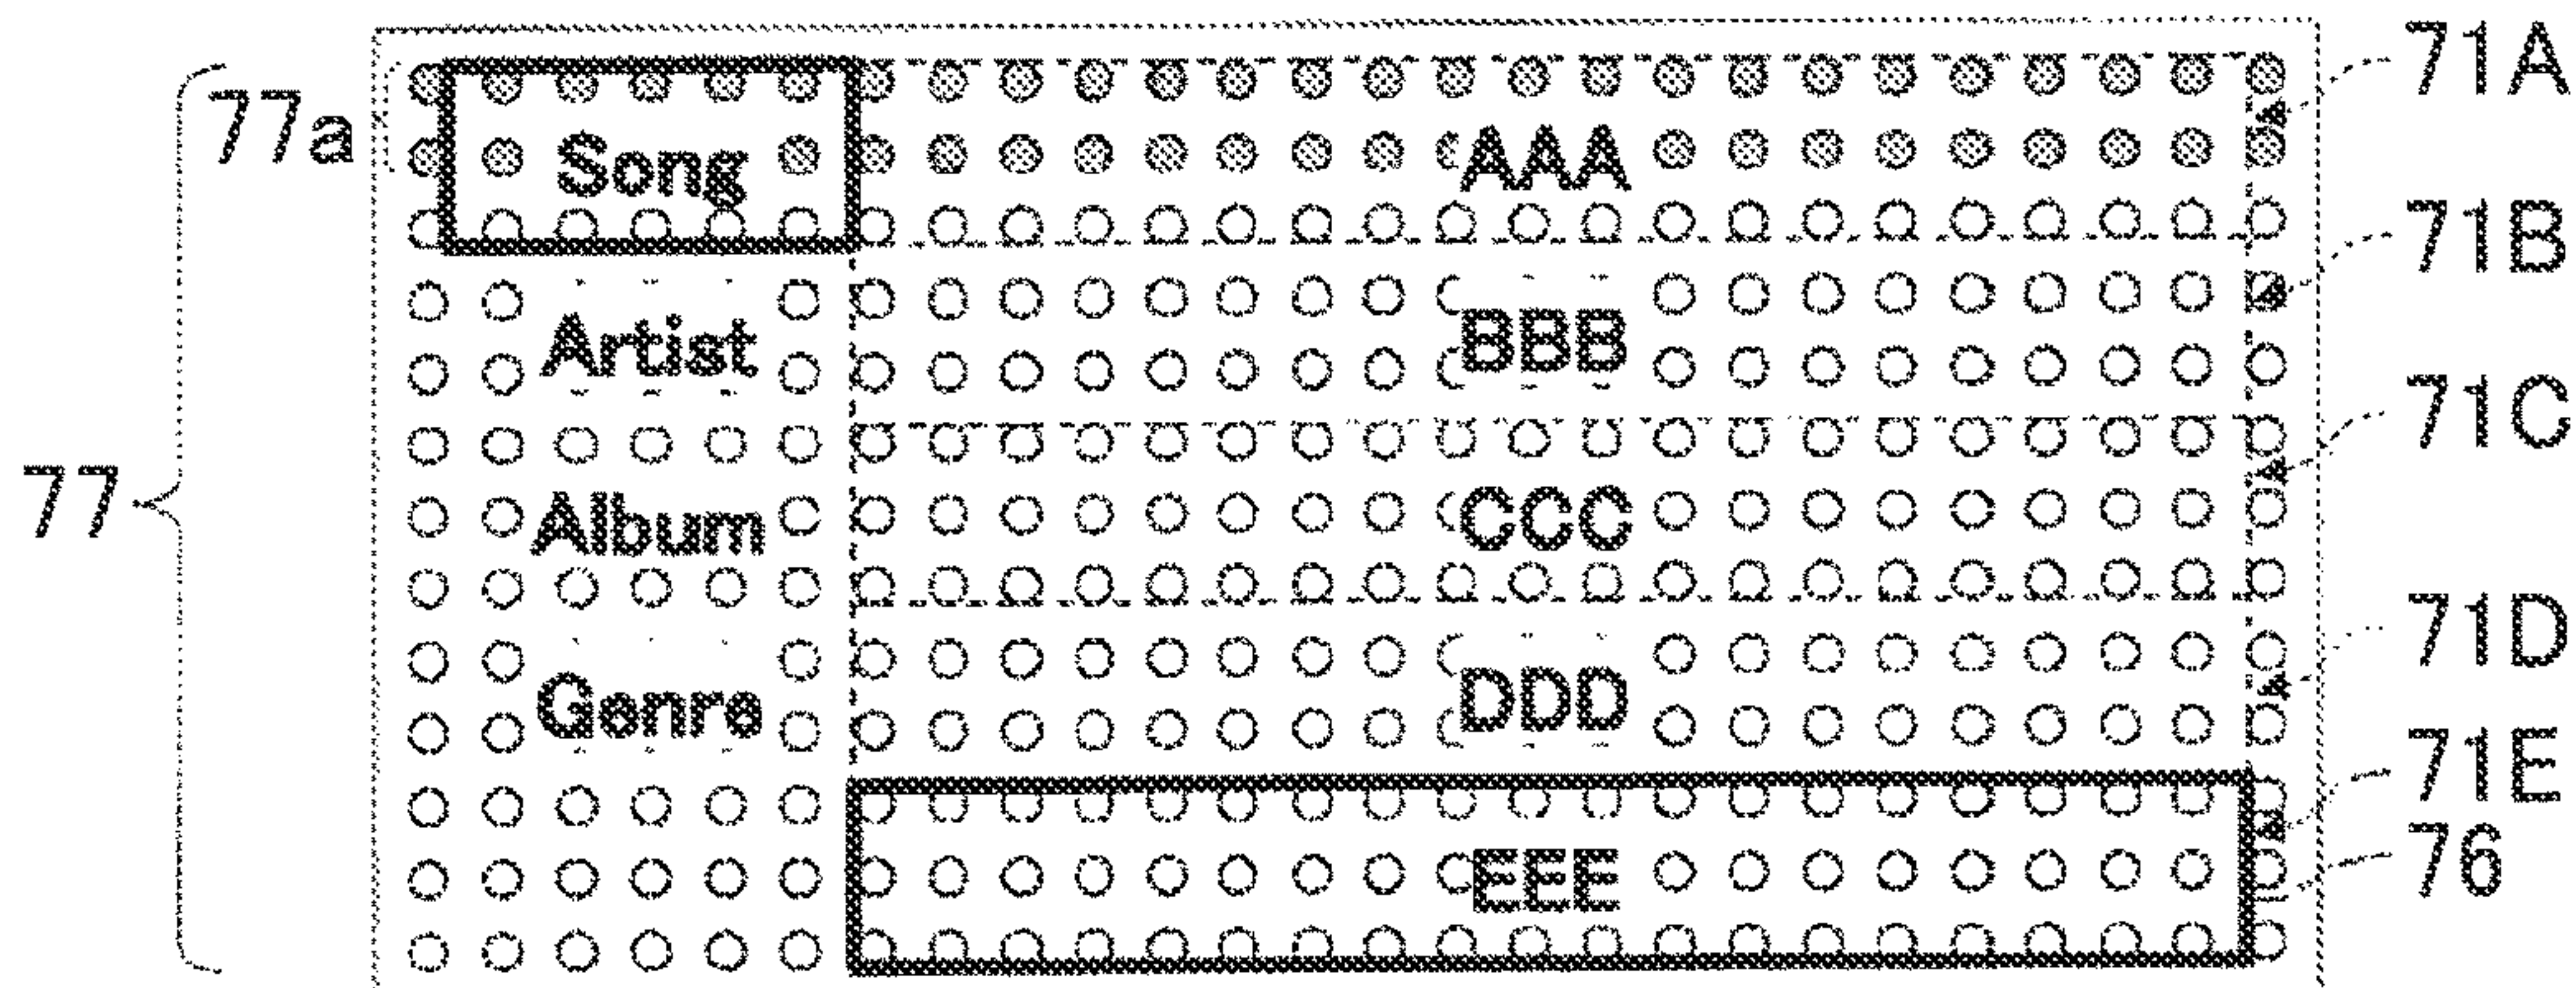 71A
77a Song AAA
71B
Artist BBB
71C
77
Album CCC
71D
Genre DDD
71E
76
EEE